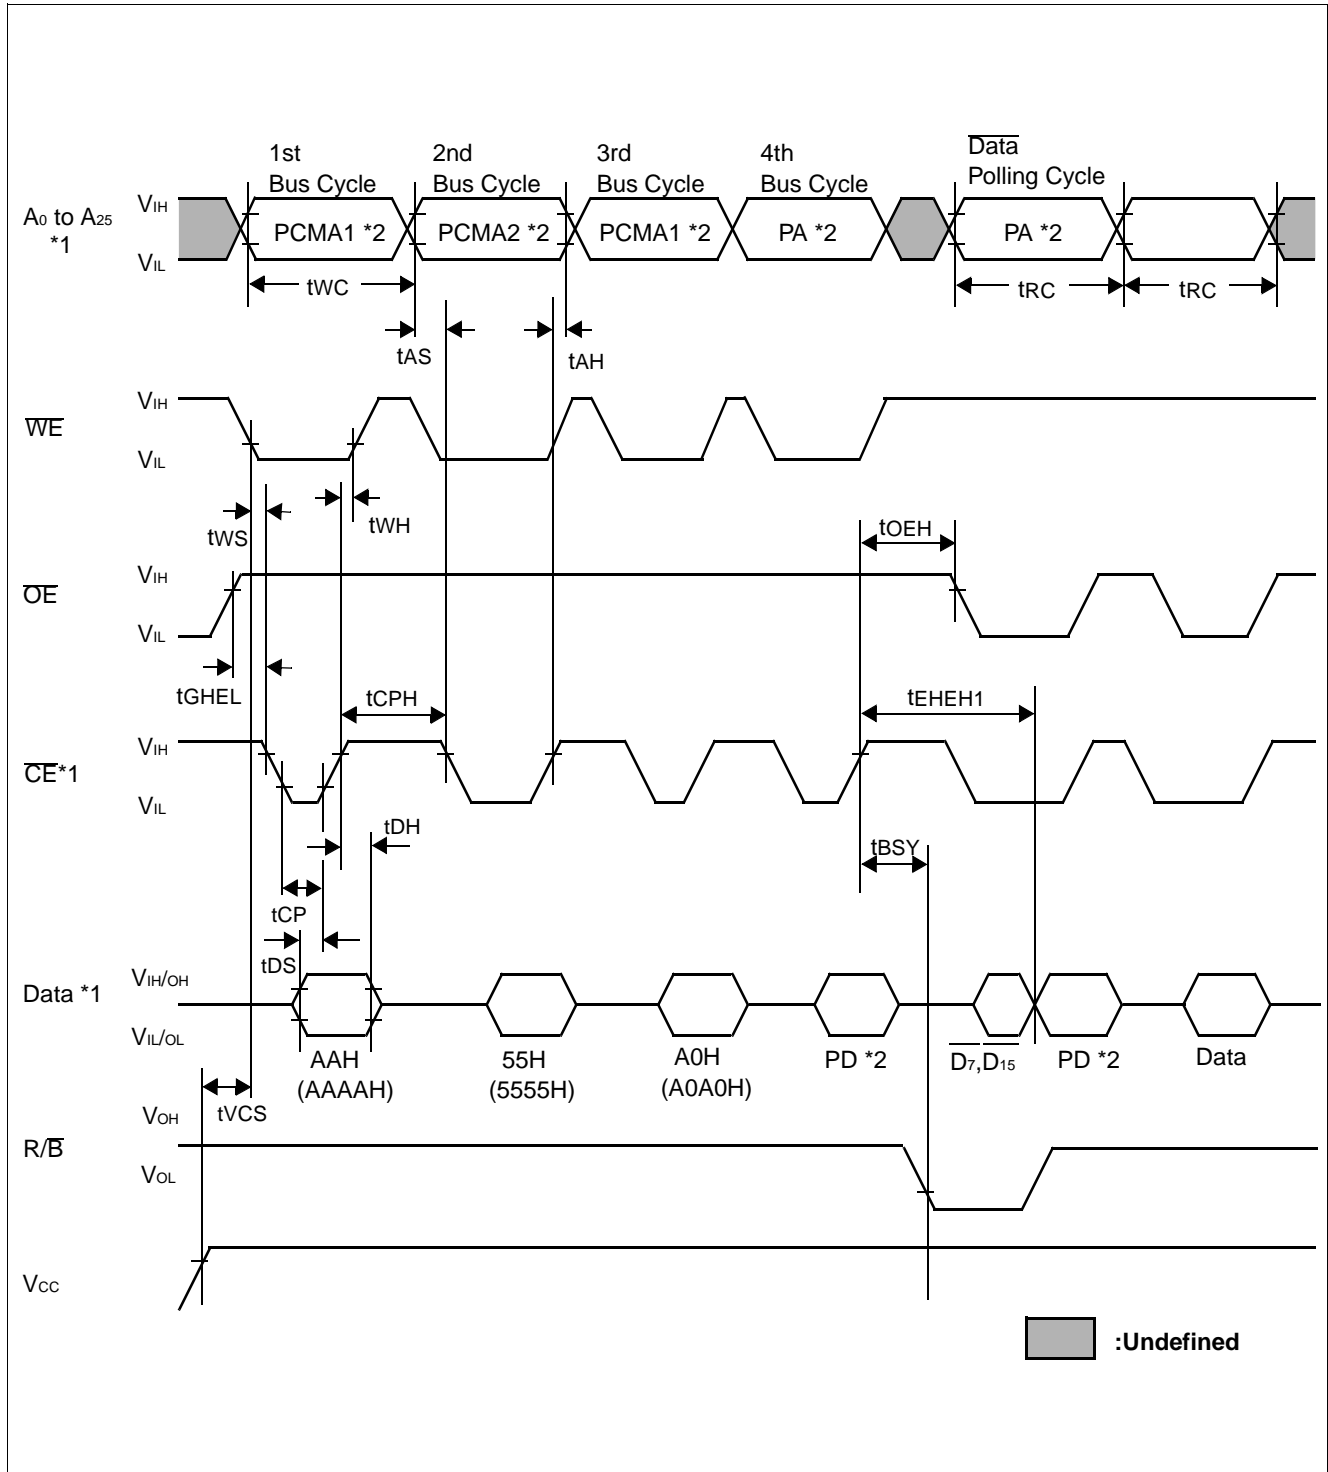 1st
Bus Cycle
2nd
Bus Cycle
3rd
Bus Cycle
4th
Bus Cycle
Data
Polling Cycle
A0 to A25
*1
VIH
VIL
PCMA1 *2
PCMA2 *2
PCMA1 *2
PA *2
PA *2
tWC
tRC
tRC
tAS
tAH
WE
VIH
VIL
tWS
tWH
tOEH
OE
VIH
VIL
tGHEL
tCPH
tEHEH1
CE*1
VIH
VIL
tDH
tBSY
tCP
tDS
Data *1
VIH/OH
VIL/OL
AAH
(AAAAH)
55H
(5555H)
A0H
(A0A0H)
PD *2
D7,D15
PD *2
Data
tVCS
R/B
VOH
VOL
VCC
:Undefined